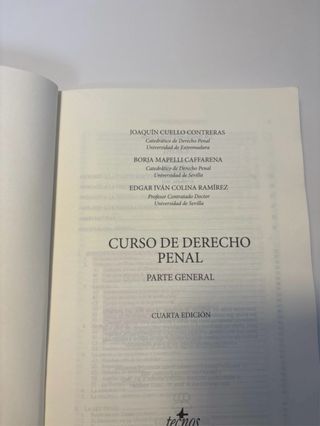 JOAQUÍN CUELLO CONTRERAS
Catedrático de Derecho Penal
Universidad de Extremadura
BORJA MAPELLI CAFFARENA
Catedrático de Derecho Penal
Universidad de Sevilla
EDGAR IVÁN COLINA RAMÍREZ
Profesor Contratado Doctor
Universidad de Sevilla
CURSO DE DERECHO
PENAL
PARTE GENERAL
CUARTA EDICIÓN
tecnos